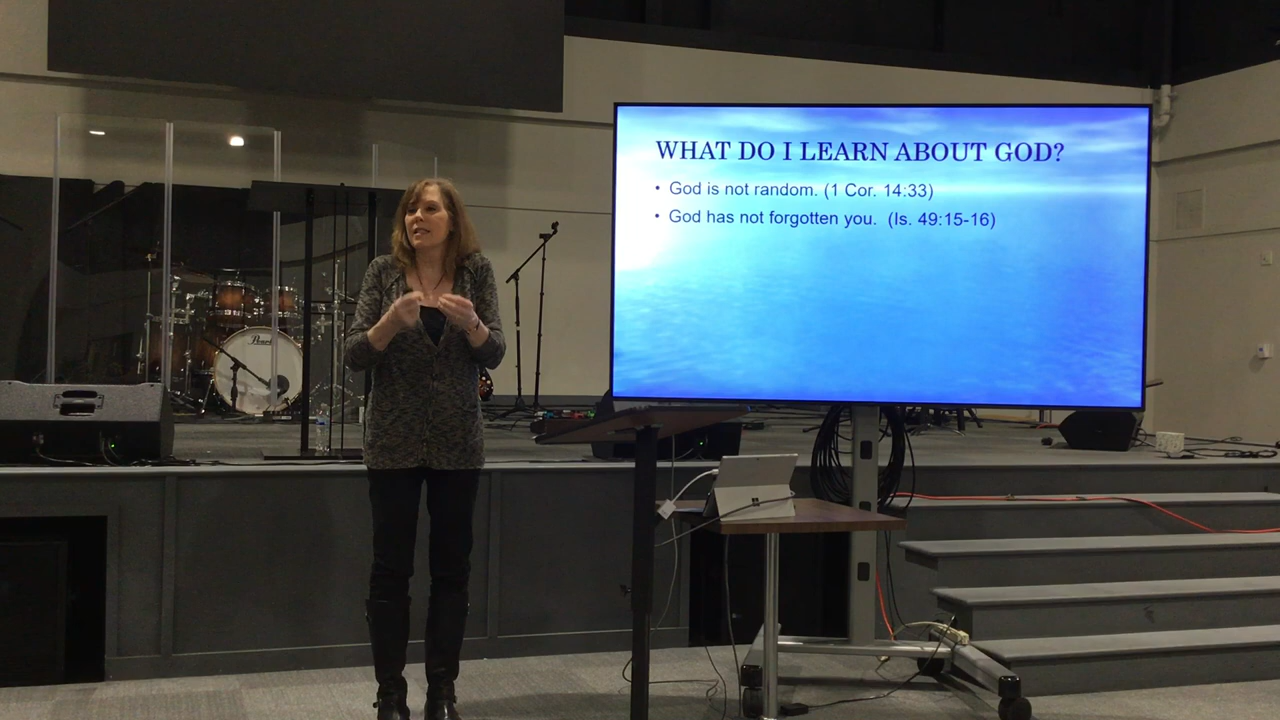 WHAT DO I LEARN ABOUT GOD?
• God is not random. (1 Cor. 14:33)
• God has not forgotten you.  (Is. 49:15-16)
Pearl